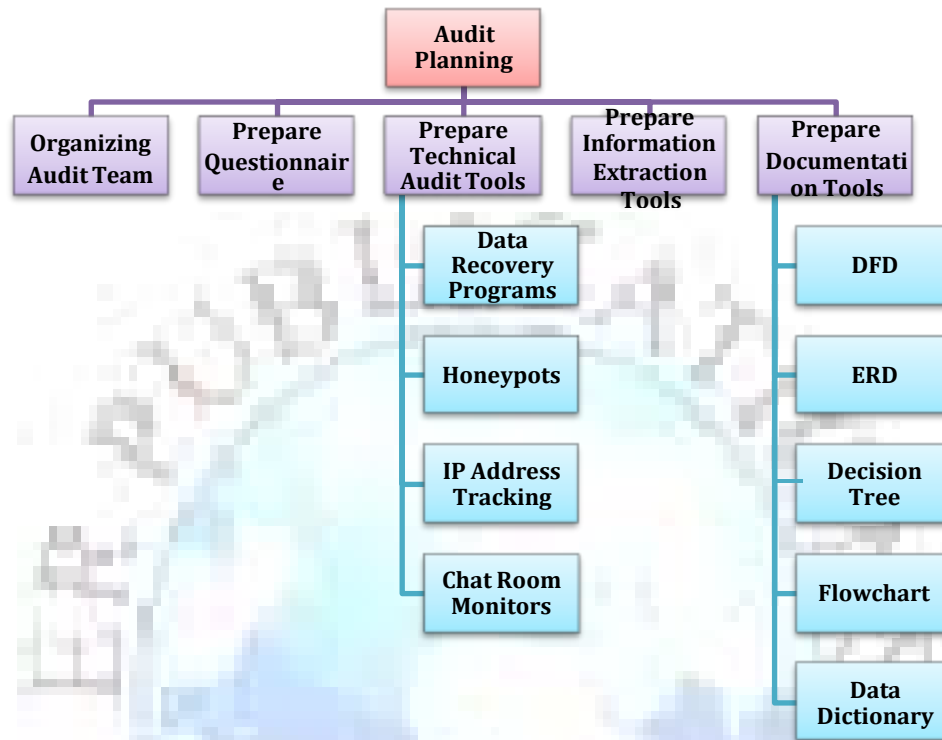 Audit
Planning
Organizing
Audit Team
Prepare
Questionnair
e
Prepare
Technical
Audit Tools
Prepare
Information
Extraction
Tools
Prepare
Documentati
on Tools
Data
Recovery
Programs
Honeypots
IP Address
Tracking
Chat Room
Monitors
DFD
ERD
Decision
Tree
Flowchart
Data
Dictionary